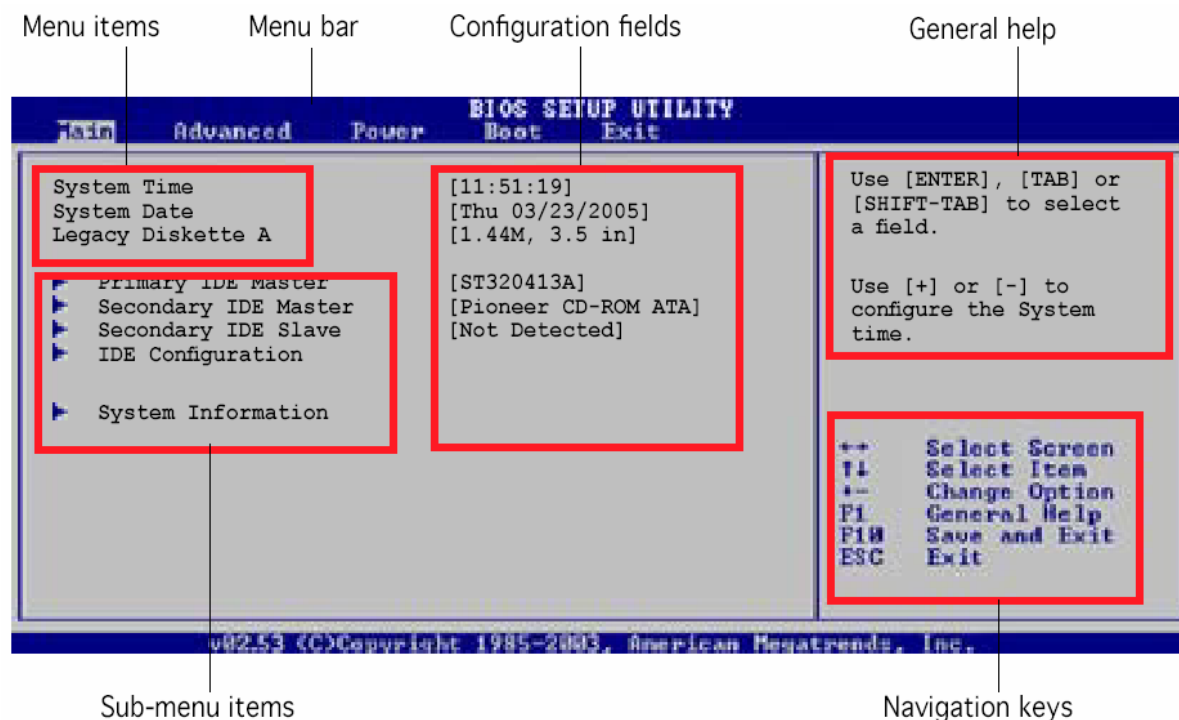 Menu items Menu bar Configuration fields General help
BIOS SETUP UTILITY
Main Advanced Power Boot Exit
System Time [11:51:19]
System Date [Thu 03/23/2005]
Legacy Diskette A [1.44M, 3.5 in]
Primary IDE Master [ST320413A]
Secondary IDE Master [Pioneer CD-ROM ATA]
Secondary IDE Slave [Not Detected]
IDE Configuration
System Information
Use [ENTER], [TAB] or
[SHIFT-TAB] to select
a field.
Use [+] or [-] to
configure the System
time.
←→ Select Screen
↑↓ Select Item
+- Change Option
F1 General Help
F10 Save and Exit
ESC Exit
v02.53 (C)Copyright 1985-2003, American Megatrends, Inc.
Sub-menu items Navigation keys